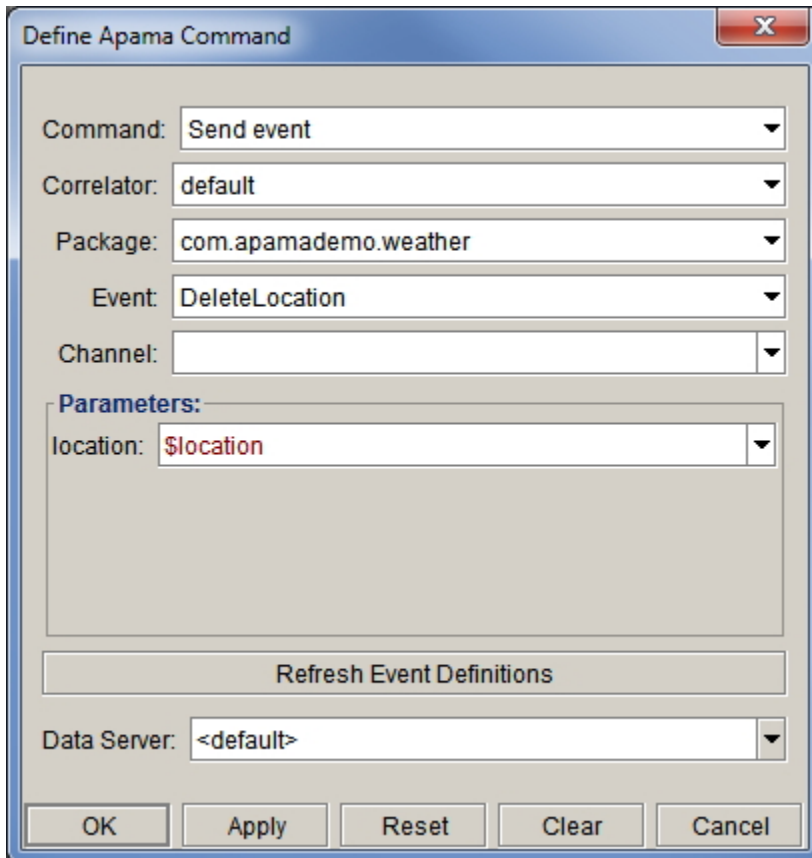 Define Apama Command
Command: Send event
Correlator: default
Package: com.apamademo.weather
Event: DeleteLocation
Channel:
Parameters:
location: $location
Refresh Event Definitions
Data Server: <default>
OK Apply Reset Clear Cancel